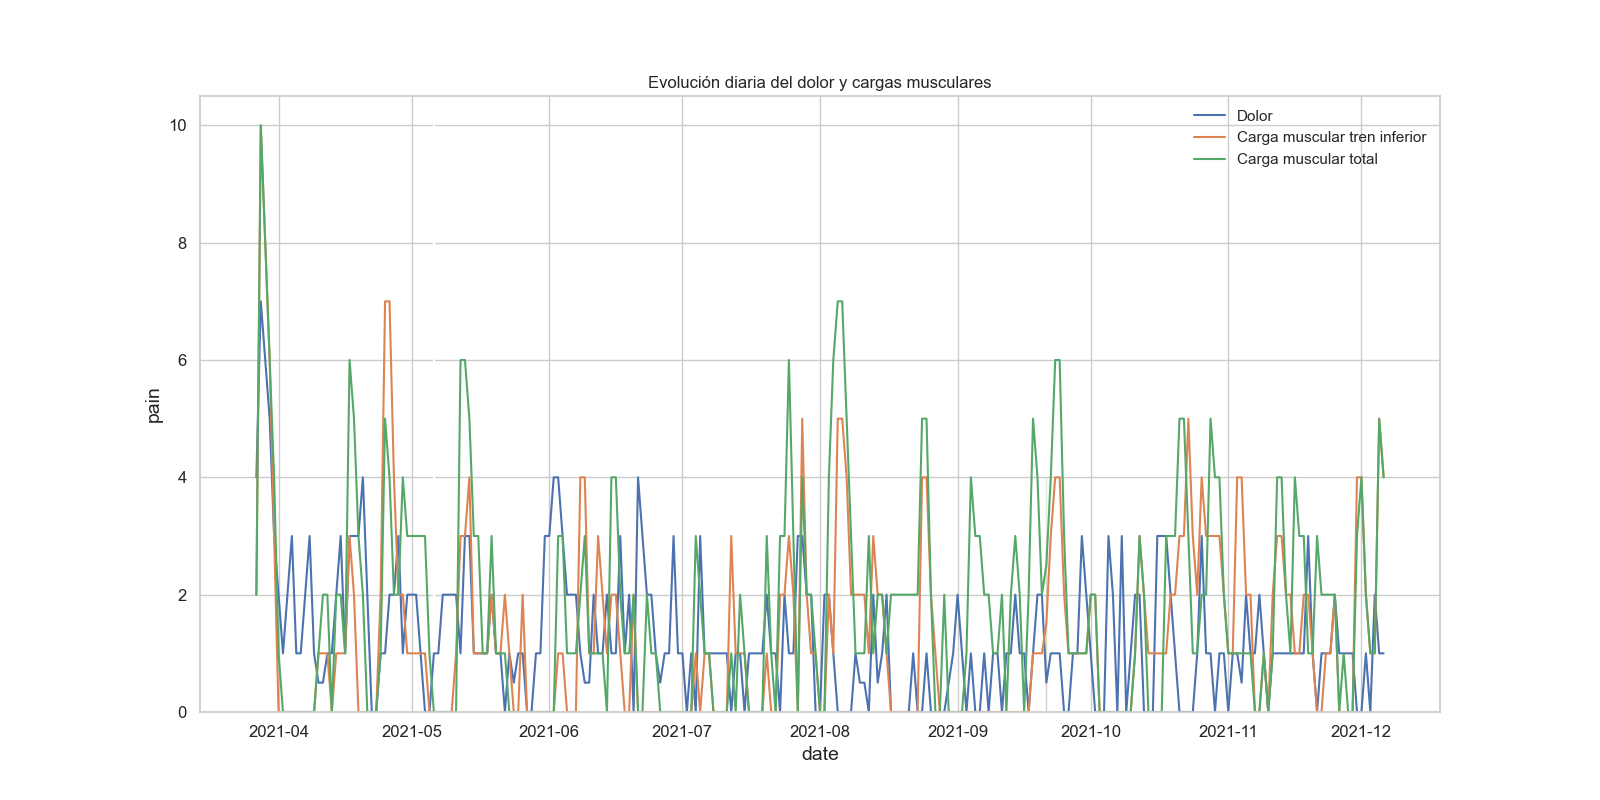 Evolución diaria del dolor y cargas musculares
Dolor
Carga muscular tren inferior
Carga muscular total
pain
10
8
6
4
2
0
2021-04 2021-05 2021-06 2021-07 2021-08 2021-09 2021-10 2021-11 2021-12
date